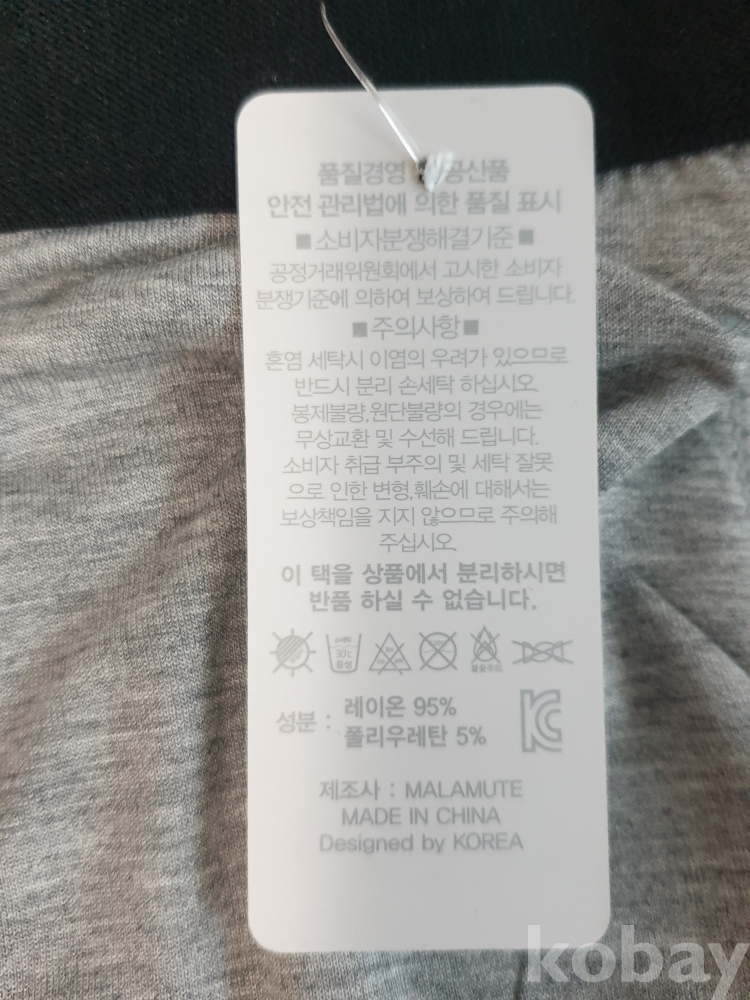 품질경영 공산품
안전 관리법에 의한 품질 표시
■소비자분쟁해결기준■
공정거래위원회에서 고시한 소비자
분쟁기준에 의하여 보상하여 드립니다.
■주의사항■
혼염 세탁시 이염의 우려가 있으므로
반드시 분리 손세탁 하십시오.
봉제불량,원단불량의 경우에는
무상교환 및 수선해 드립니다.
소비자 취급 부주의 및 세탁 잘못
으로 인한 변형,훼손에 대해서는
보상책임을 지지 않으므로 주의해
주십시오.
이 택을 상품에서 분리하시면
반품 하실 수 없습니다.
30 c
중성
불꽃주의
성분 : 레이온 95%
폴리우레탄 5%
제조사 : MALAMUTE
MADE IN CHINA
Designed by KOREA
kobay